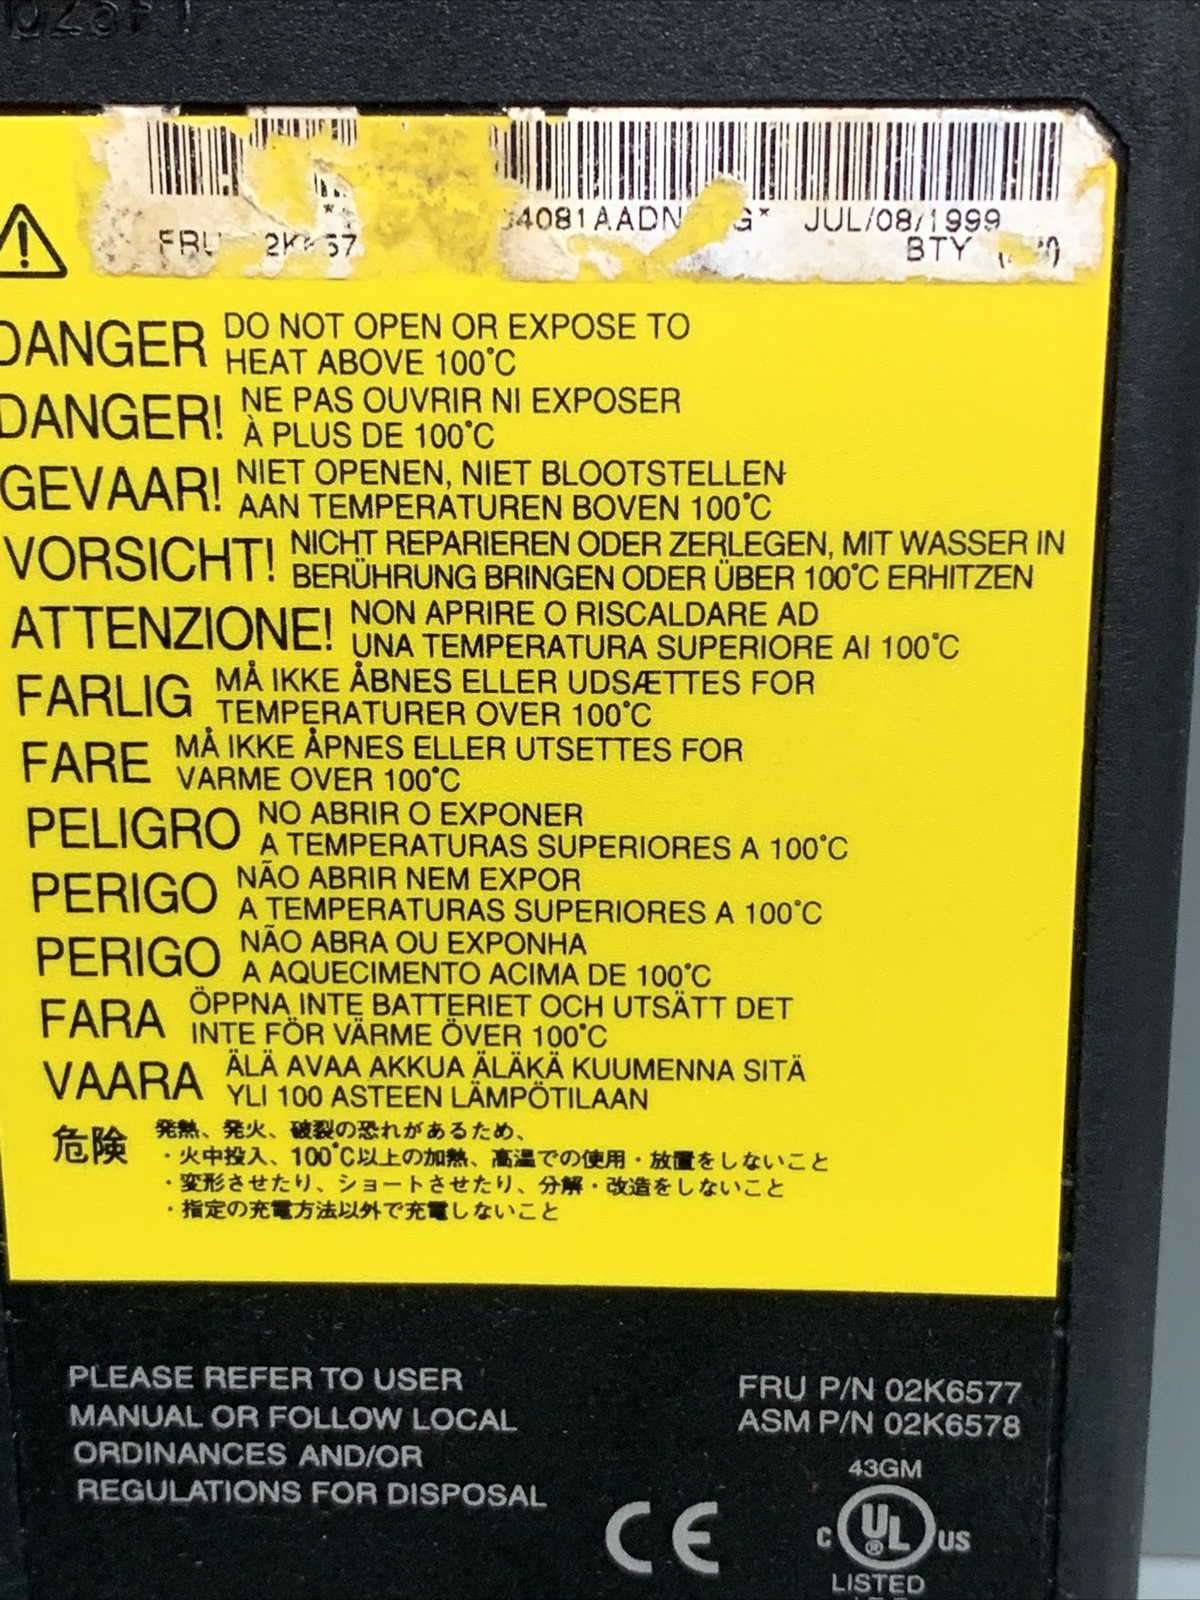 JUL/08/1999
BTY
DANGER DO NOT OPEN OR EXPOSE TO
HEAT ABOVE 100°C
DANGER! NE PAS OUVRIR NI EXPOSER
À PLUS DE 100°C
GEVAAR! NIET OPENEN, NIET BLOOTSTELLEN
AAN TEMPERATUREN BOVEN 100°C
VORSICHT! NICHT REPARIEREN ODER ZERLEGEN, MIT WASSER IN
BERÜHRUNG BRINGEN ODER ÜBER 100°C ERHITZEN
ATTENZIONE! NON APRIRE O RISCALDARE AD
UNA TEMPERATURA SUPERIORE AI 100°C
FARLIG MÅ IKKE ÅBNES ELLER UDSÆTTES FOR
TEMPERATURER OVER 100°C
FARE MÅ IKKE ÅPNES ELLER UTSETTES FOR
VARME OVER 100°C
PELIGRO NO ABRIR O EXPONER
A TEMPERATURAS SUPERIORES A 100°C
PERIGO NÃO ABRIR NEM EXPOR
A TEMPERATURAS SUPERIORES A 100°C
PERIGO NÃO ABRA OU EXPONHA
A AQUECIMENTO ACIMA DE 100°C
FARA ÖPPNA INTE BATTERIET OCH UTSÄTT DET
INTE FÖR VÄRME ÖVER 100°C
VAARA ÄLÄ AVAA AKKUA ÄLÄKÄ KUUMENNA SITÄ
YLI 100 ASTEEN LÄMPÖTILAAN
危険 発熱、発火、破裂の恐れがあるため、
・火中投入、100°C以上の加熱、高温での使用・放置をしないこと
・変形させたり、ショートさせたり、分解・改造をしないこと
・指定の充電方法以外で充電しないこと
PLEASE REFER TO USER
MANUAL OR FOLLOW LOCAL
ORDINANCES AND/OR
REGULATIONS FOR DISPOSAL
FRU P/N 02K6577
ASM P/N 02K6578
43GM
CE
C UL ® US
LISTED